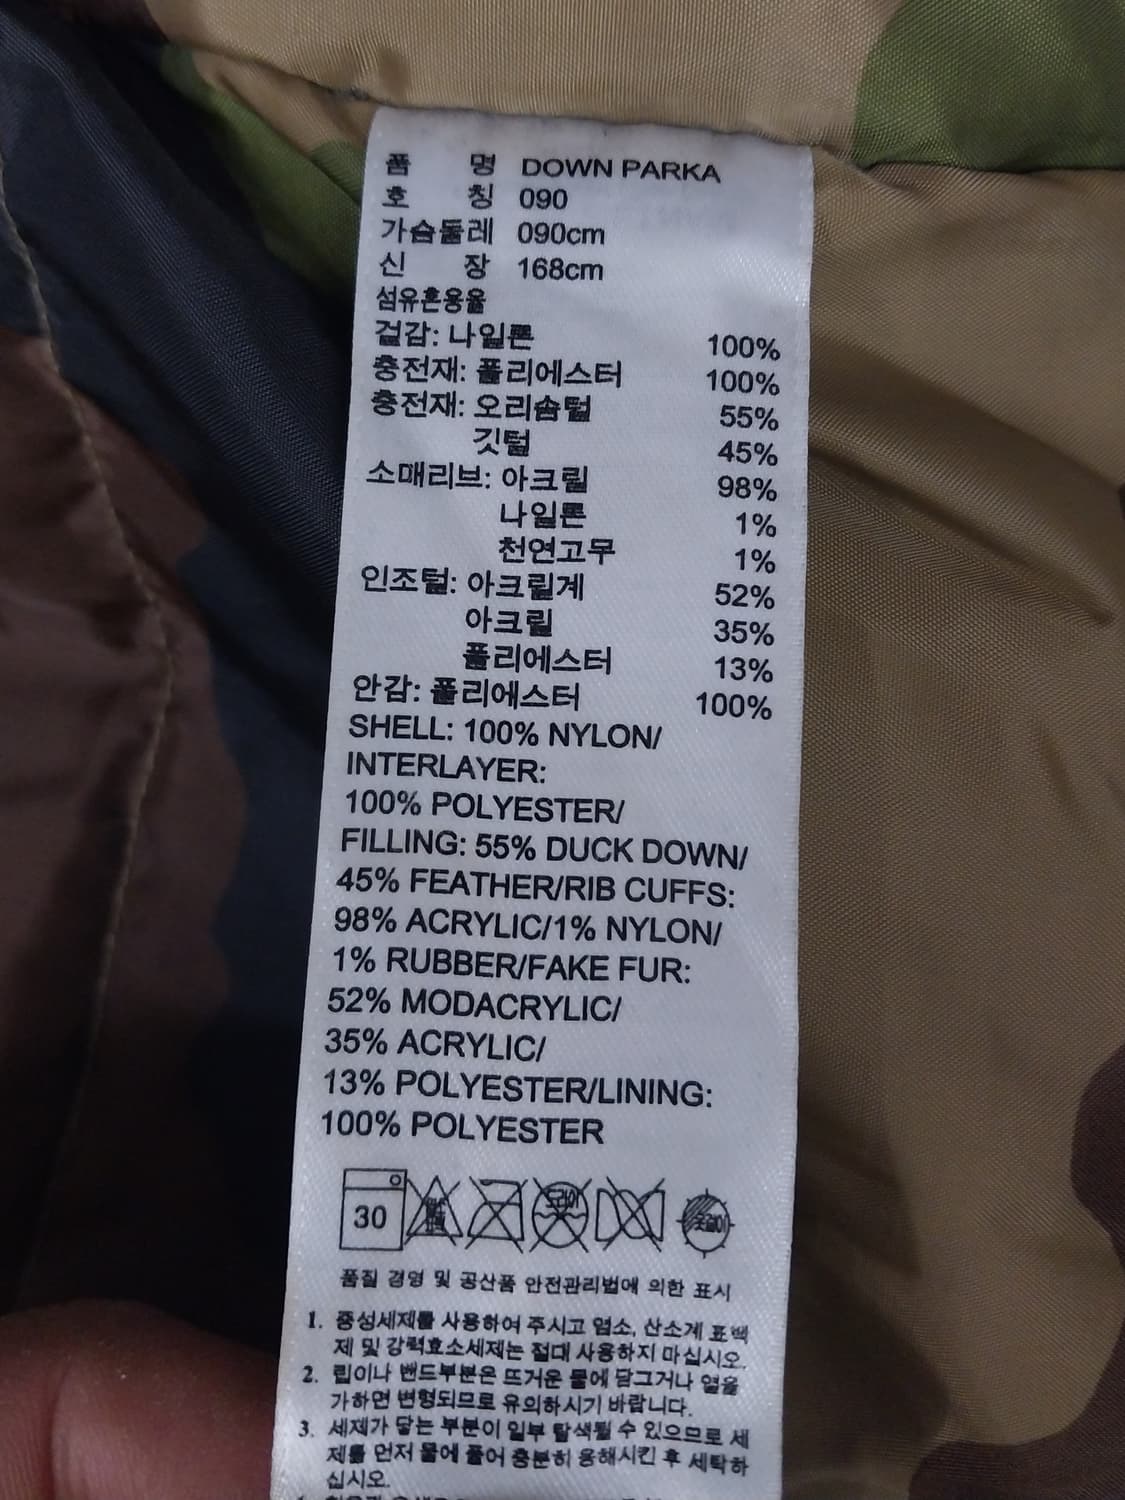 품 명 DOWN PARKA
호 칭 090
가슴둘레 090cm
신 장 168cm
섬유혼용율
겉감: 나일론 100%
충전재: 폴리에스터 100%
충전재: 오리솜털 55%
깃털 45%
소매리브: 아크릴 98%
나일론 1%
천연고무 1%
인조털: 아크릴계 52%
아크릴 35%
폴리에스터 13%
안감: 폴리에스터 100%
SHELL: 100% NYLON/
INTERLAYER:
100% POLYESTER/
FILLING: 55% DUCK DOWN/
45% FEATHER/RIB CUFFS:
98% ACRYLIC/1% NYLON/
1% RUBBER/FAKE FUR:
52% MODACRYLIC/
35% ACRYLIC/
13% POLYESTER/LINING:
100% POLYESTER
30 드라이 옷걸이
품질 경영 및 공산품 안전관리법에 의한 표시
1. 중성세제를 사용하여 주시고 염소, 산소계 표백
제 및 강력효소세제는 절대 사용하지 마십시오.
2. 립이나 밴드부분은 뜨거운 물에 담그거나 열을
가하면 변형되므로 유의하시기 바랍니다.
3. 세제가 닿는 부분이 일부 탈색될 수 있으므로 세
제를 먼저 물에 풀어 충분히 용해시킨 후 세탁하
십시오.